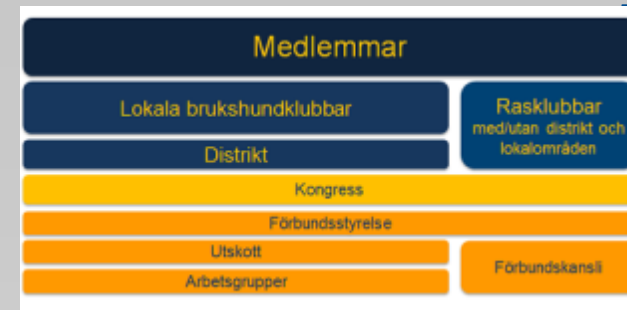 Medlemmar
Lokala brukshundklubbar
Distrikt
Rasklubbar
med/utan distrikt och
lokalområden
Kongress
Förbundsstyrelse
Utskott
Arbetsgrupper
Förbundskansli